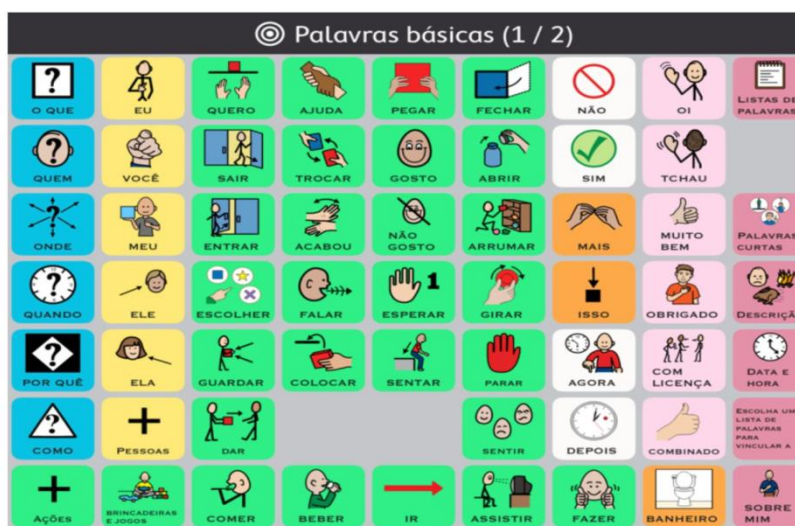 Palavras básicas (1 / 2)
O QUE
EU
QUERO
AJUDA
PEGAR
FECHAR
NÃO
OI
LISTAS DE
PALAVRAS
QUEM
VOCÊ
SAIR
TROCAR
GOSTO
ABRIR
SIM
TCHAU
ONDE
MEU
ENTRAR
ACABOU
NÃO
GOSTO
ARRUMAR
MAIS
MUITO
BEM
PALAVRAS
CURTAS
QUANDO
ELE
ESCOLHER
FALAR
ESPERAR
1
GIRAR
ISSO
OBRIGADO
DESCRIÇÃ
POR QUÊ
ELA
GUARDAR
COLOCAR
SENTAR
PARAR
AGORA
COM
LICENÇA
DATA E
HORA
COMO
PESSOAS
DAR
SENTIR
DEPOIS
COMBINADO
ESCOLHA UM
LISTA DE
PALAVRAS
PARA
VINCULAR A
AÇÕES
BRINCADEIRAS
E JOGOS
COMER
BEBER
IR
ASSISTIR
FAZER
BANHEIRO
SOBRE
MIM